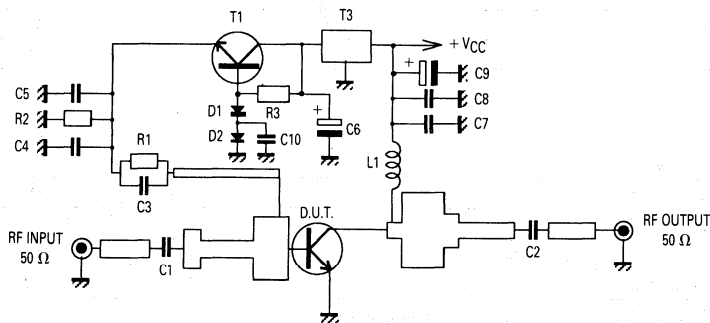 T1
T3
+ VCC
+
C9
C5
D1
R3
+
C8
R2
D2
C10
C6
C7
C4
R1
L1
C3
D.U.T.
RF INPUT
50 Ω
C1
C2
RF OUTPUT
50 Ω